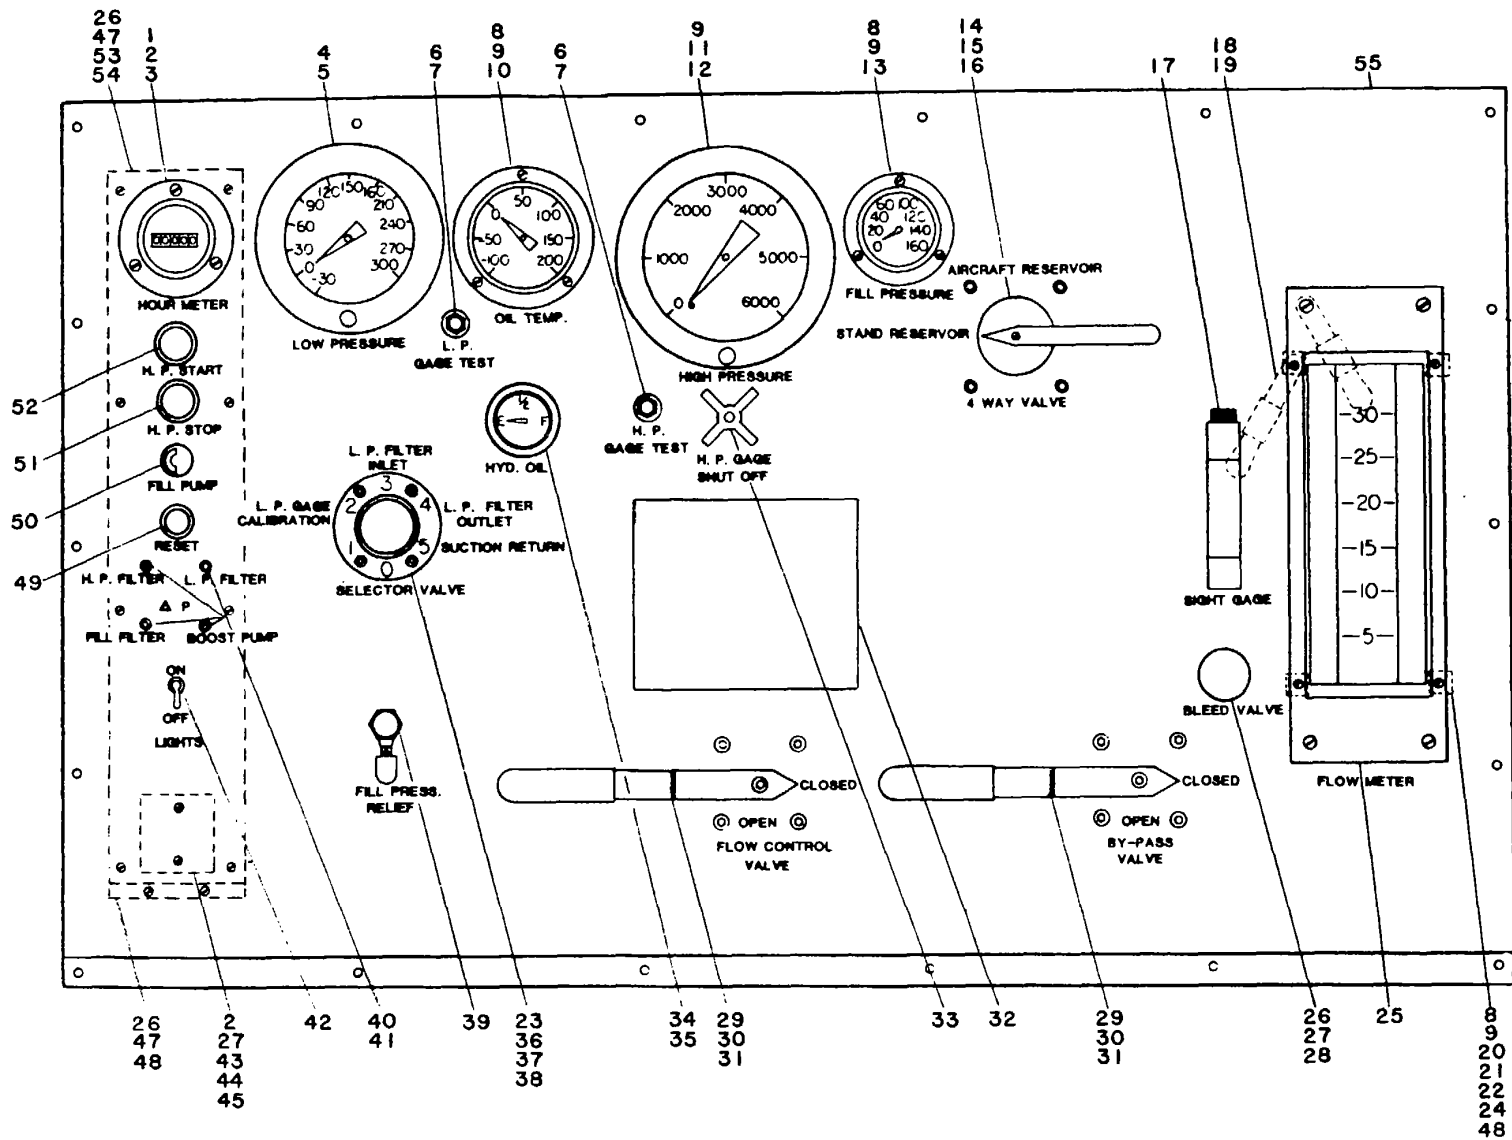 26
47
53
54
1
2
3
4
5
6
7
8
9
10
6
7
9
11
12
8
9
13
14
15
16
17
18
19
55
HOUR METER
30
0
30
60
90
120
150
160
210
240
270
300
LOW PRESSURE
-100
-50
0
50
100
150
200
OIL TEMP.
L. P.
GAGE TEST
0
1000
2000
3000
4000
5000
6000
HIGH PRESSURE
0
20
40
60
100
120
140
160
FILL PRESSURE
AIRCRAFT RESERVOIR
STAND RESERVOIR
4 WAY VALVE
52
H. P. START
51
H. P. STOP
50
FILL PUMP
49
RESET
H. P. FILTER L. P. FILTER
Δ P
FILL FILTER BOOST PUMP
ON
OFF
LIGHTS
E 1/2 F
HYD. OIL
H. P.
GAGE TEST
H. P. GAGE
SHUT OFF
L. P. FILTER
INLET
L. P. GAGE
CALIBRATION
L. P. FILTER
OUTLET
SUCTION RETURN
0
1
2
3
4
5
SELECTOR VALVE
FILL PRESS.
RELIEF
CLOSED
OPEN
FLOW CONTROL
VALVE
CLOSED
OPEN
BY-PASS
VALVE
SIGHT GAGE
BLEED VALVE
30
25
20
15
10
5
FLOW METER
26
47
48
2
27
43
44
45
42
40
41
39
23
36
37
38
34
35
29
30
31
33
32
29
30
31
26
27
28
25
8
9
20
21
22
24
48